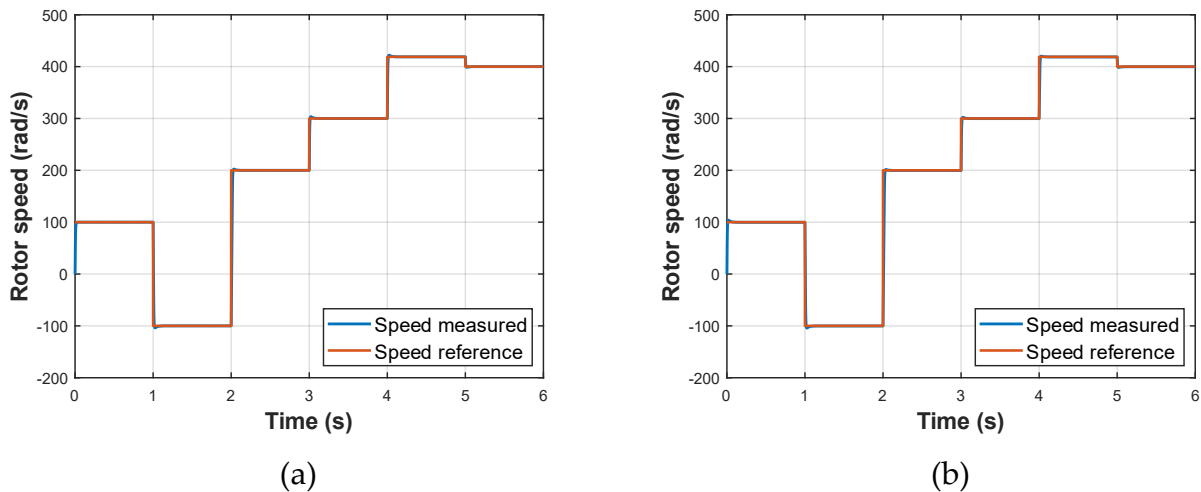 500
400
300
200
100
0
-100
-200
Rotor speed (rad/s)
Speed measured
Speed reference
0 1 2 3 4 5 6
Time (s)
(a)
500
400
300
200
100
0
-100
-200
Rotor speed (rad/s)
Speed measured
Speed reference
0 1 2 3 4 5 6
Time (s)
(b)